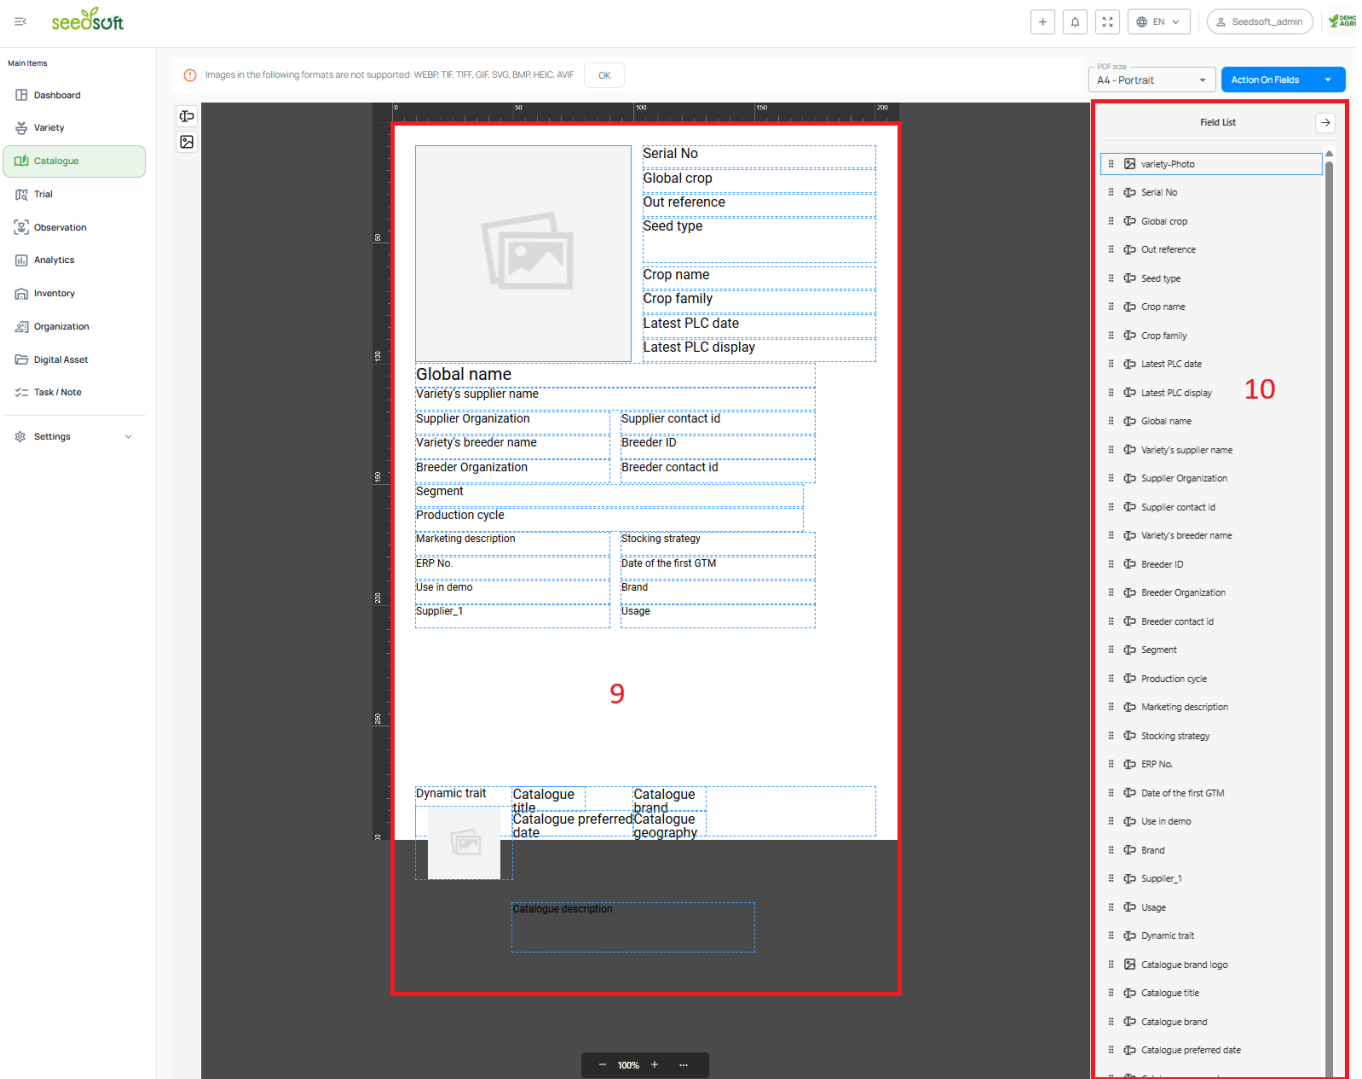 seedsoft
EN
Seedsoft_admin
DEMO
AGRI
Main Items
Dashboard
Variety
Catalogue
Trial
Observation
Analytics
Inventory
Organization
Digital Asset
Task / Note
Settings
Images in the following formats are not supported: WEBP, TIF, TIFF, GIF, SVG, BMP, HEIC, AVIF
OK
PDF size
A4 - Portrait
Action On Fields
0 50 100 150 200
50
100
150
200
250
Serial No
Global crop
Out reference
Seed type
Crop name
Crop family
Latest PLC date
Latest PLC display
Global name
Variety's supplier name
Supplier Organization Supplier contact id
Variety's breeder name Breeder ID
Breeder Organization Breeder contact id
Segment
Production cycle
Marketing description Stocking strategy
ERP No. Date of the first GTM
Use in demo Brand
Supplier_1 Usage
9
Dynamic trait
Catalogue title
Catalogue brand
Catalogue preferred date
Catalogue geography
Catalogue description
100%
Field List
variety-Photo
Serial No
Global crop
Out reference
Seed type
Crop name
Crop family
Latest PLC date
Latest PLC display
10
Global name
Variety's supplier name
Supplier Organization
Supplier contact id
Variety's breeder name
Breeder ID
Breeder Organization
Breeder contact id
Segment
Production cycle
Marketing description
Stocking strategy
ERP No.
Date of the first GTM
Use in demo
Brand
Supplier_1
Usage
Dynamic trait
Catalogue brand logo
Catalogue title
Catalogue brand
Catalogue preferred date